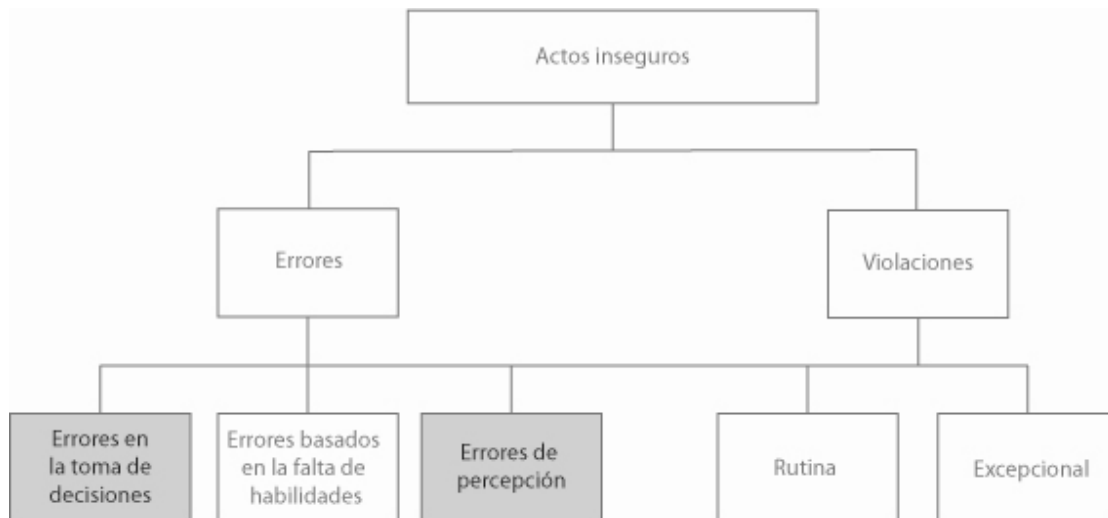 Actos inseguros
Errores
Violaciones
Errores en
la toma de
decisiones
Errores basados
en la falta de
habilidades
Errores de
percepción
Rutina
Excepcional